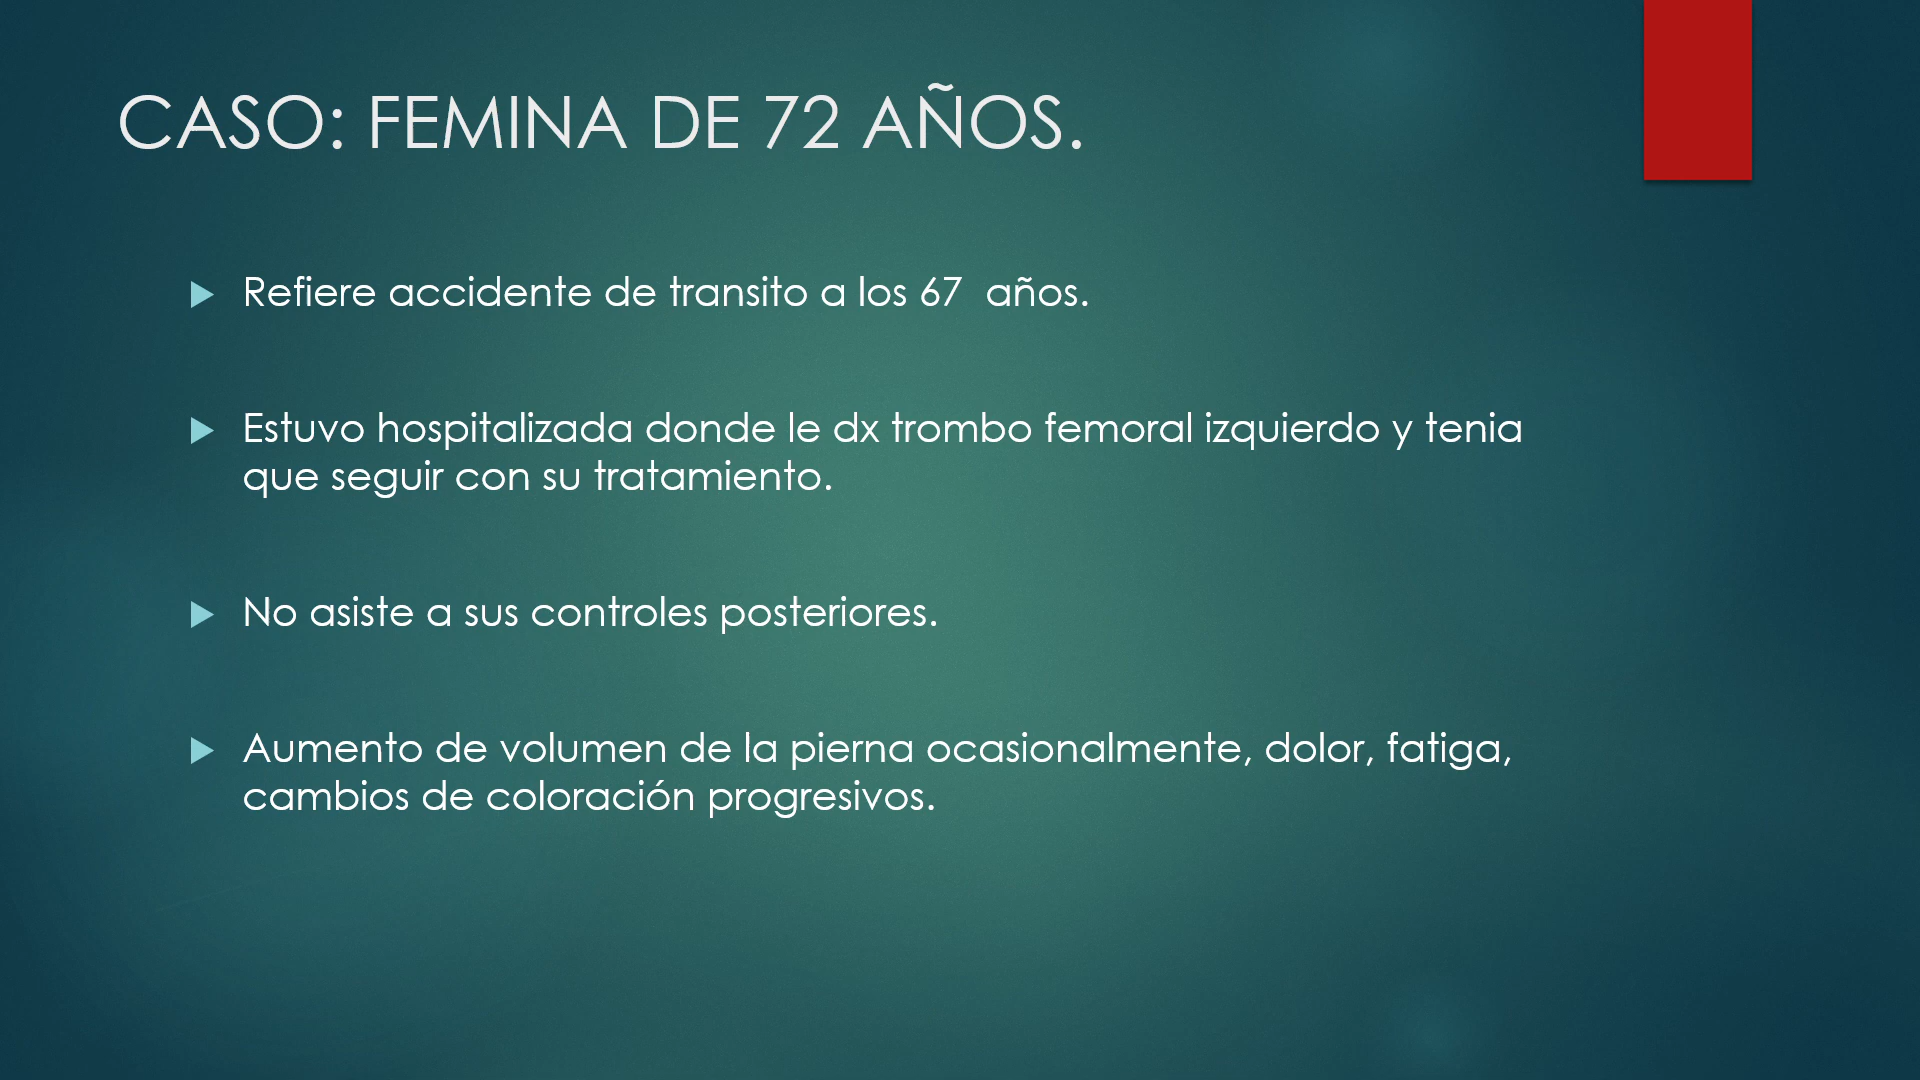 CASO: FEMINA DE 72 AÑOS.
Refiere accidente de transito a los 67  años.
Estuvo hospitalizada donde le dx trombo femoral izquierdo y tenia
que seguir con su tratamiento.
No asiste a sus controles posteriores.
Aumento de volumen de la pierna ocasionalmente, dolor, fatiga,
cambios de coloración progresivos.